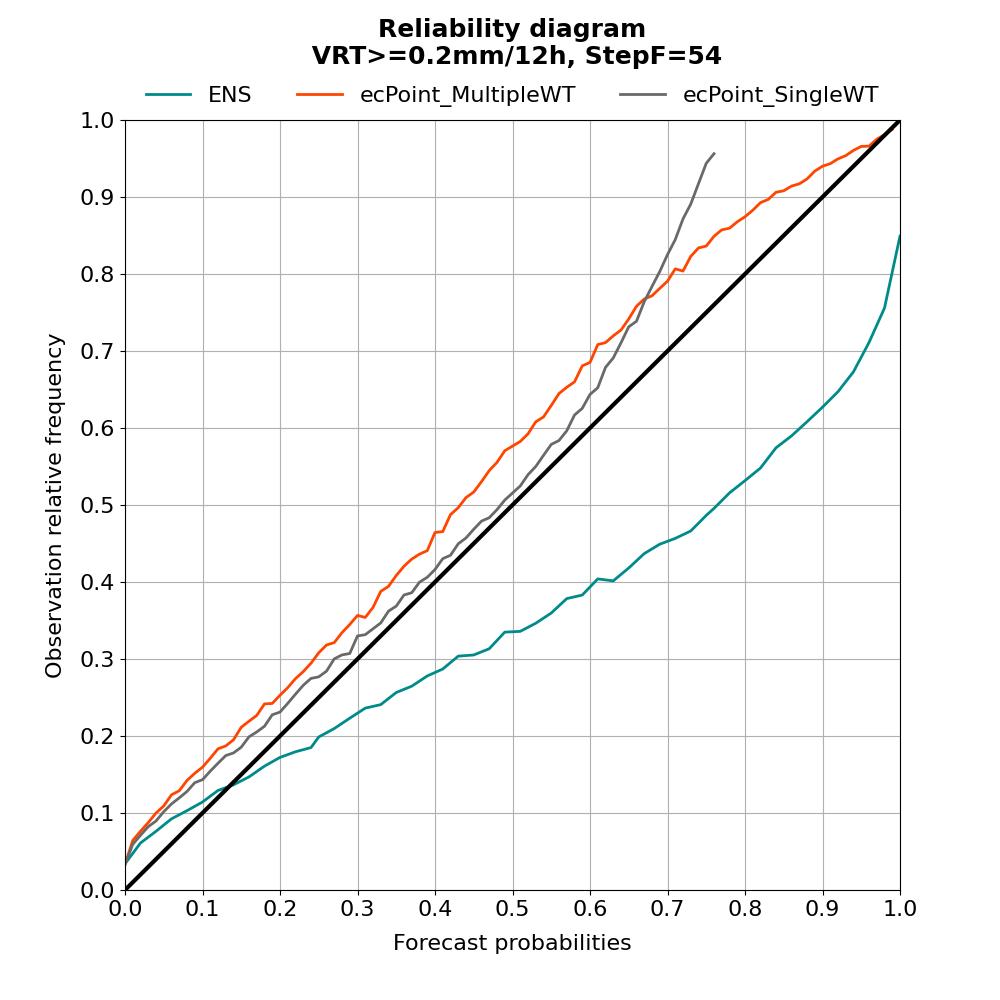 Reliability diagram
VRT>=0.2mm/12h, StepF=54
ENS ecPoint_MultipleWT ecPoint_SingleWT
1.0
0.9
0.8
0.7
0.6
0.5
0.4
0.3
0.2
0.1
0.0
Observation relative frequency
0.0 0.1 0.2 0.3 0.4 0.5 0.6 0.7 0.8 0.9 1.0
Forecast probabilities